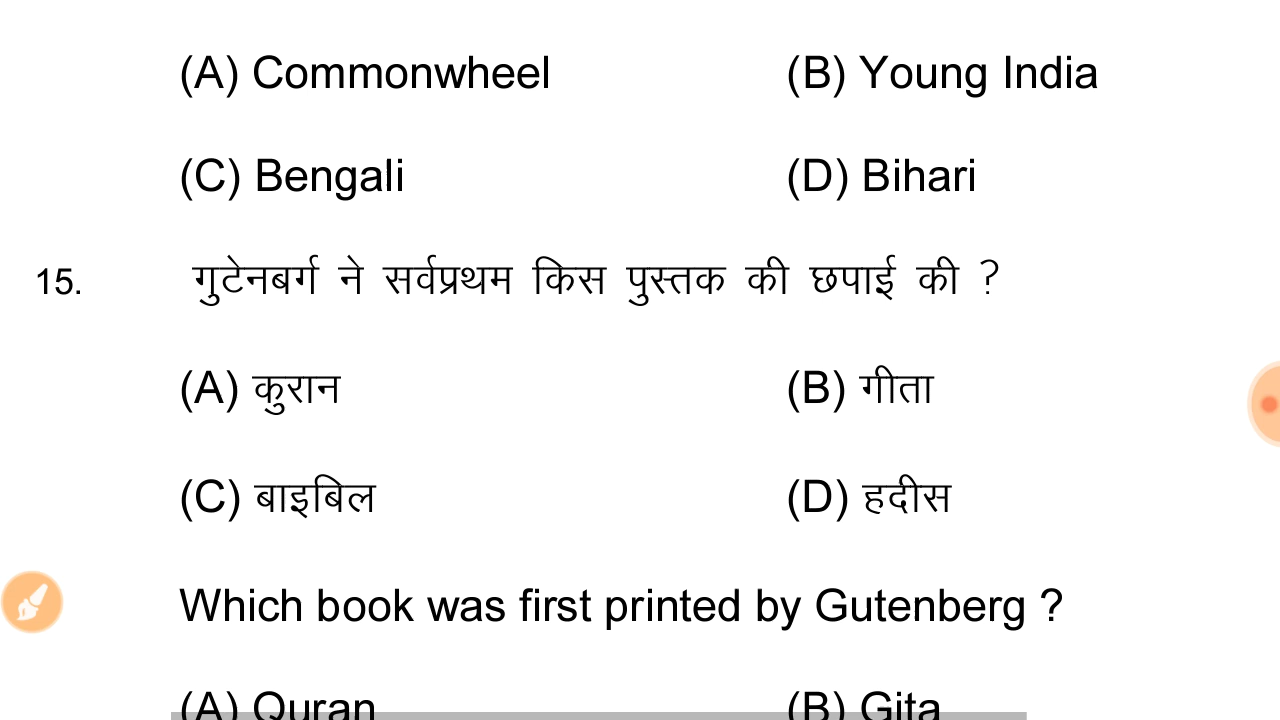 (A) Commonwheel (B) Young India
(C) Bengali (D) Bihari
15. गुटेनबर्ग ने सर्वप्रथम किस पुस्तक की छपाई की ?
(A) कुरान (B) गीता
(C) बाइबिल (D) हदीस
Which book was first printed by Gutenberg ?
(A) Quran (B) Gita